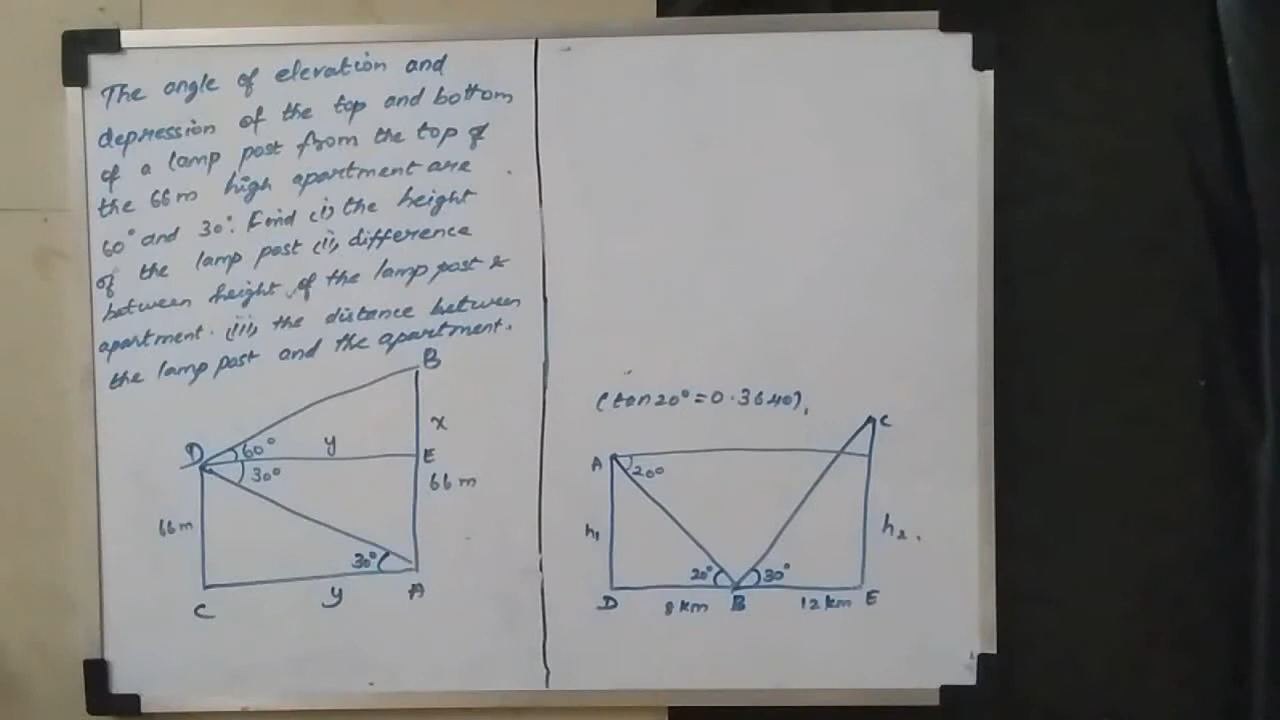 The angle of elevation and
depression of the top and bottom
of a lamp post from the top of
the 66m high apartment are
60° and 30°. Find (i) the height
of the lamp post (ii) difference
between height of the lamp post &
apartment. (iii) the distance between
the lamp post and the apartment.
B
x
D 60° y E
30° 66 m
66m
30°
C y A
(tan 20° = 0.3640),
C
A 20°
h₁ h₂.
20° 30°
D 8 km B 12 km E